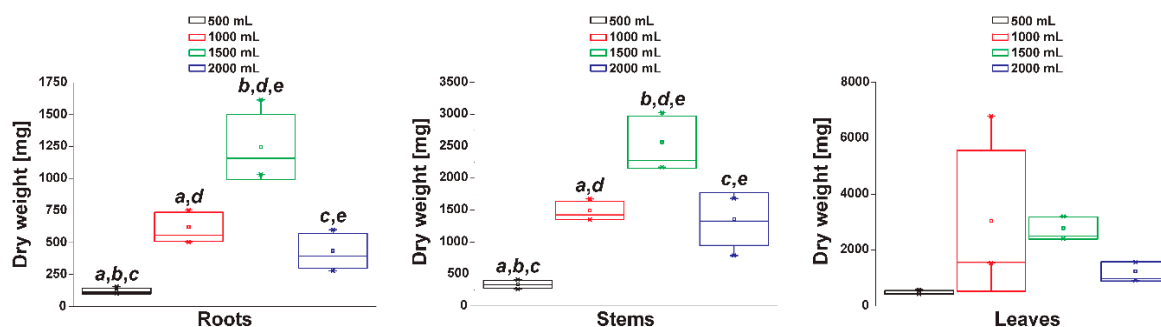 500 mL
1000 mL
1500 mL
2000 mL
Dry weight [mg]
1750
1500
1250
1000
750
500
250
0
a,b,c
a,d
b,d,e
c,e
Roots
500 mL
1000 mL
1500 mL
2000 mL
Dry weight [mg]
3500
3000
2500
2000
1500
1000
500
0
a,b,c
a,d
b,d,e
c,e
Stems
500 mL
1000 mL
1500 mL
2000 mL
Dry weight [mg]
8000
6000
4000
2000
0
Leaves